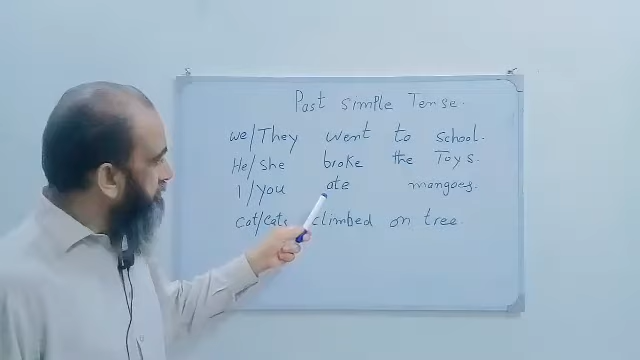 Past Simple Tense.
we/They went to school.
He/she broke the Toys.
I/you ate mangoes.
Cat/Cats climbed on tree.